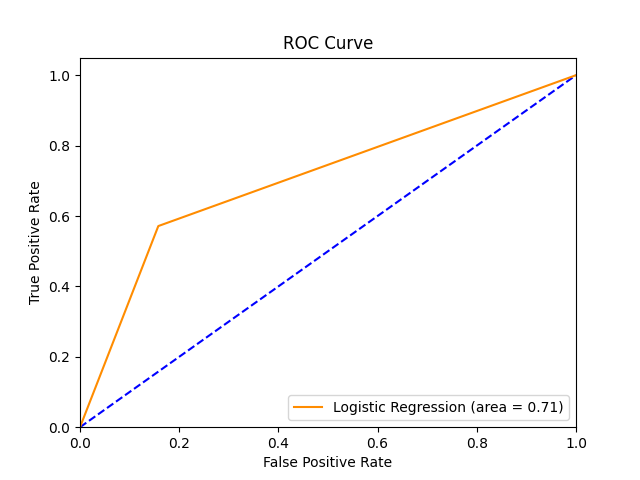 ROC Curve
True Positive Rate
1.0
0.8
0.6
0.4
0.2
0.0
Logistic Regression (area = 0.71)
0.0 0.2 0.4 0.6 0.8 1.0
False Positive Rate